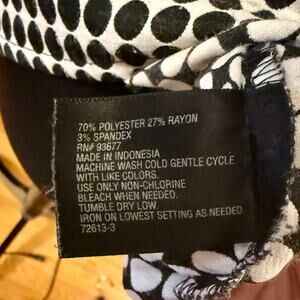 70% POLYESTER 27% RAYON
3% SPANDEX
RN# 93677
MADE IN INDONESIA
MACHINE WASH COLD GENTLE CYCLE.
WITH LIKE COLORS.
USE ONLY NON-CHLORINE
BLEACH WHEN NEEDED.
TUMBLE DRY LOW.
IRON ON LOWEST SETTING AS NEEDED
72613-3